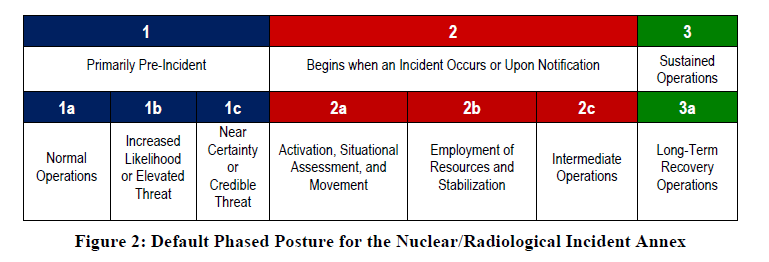 1
2
3
Primarily Pre-Incident
Begins when an Incident Occurs or Upon Notification
Sustained
Operations
1a
1b
1c
2a
2b
2c
3a
Normal
Operations
Increased
Likelihood
or Elevated
Threat
Near
Certainty
or
Credible
Threat
Activation, Situational
Assessment, and
Movement
Employment of
Resources and
Stabilization
Intermediate
Operations
Long-Term
Recovery
Operations
Figure 2: Default Phased Posture for the Nuclear/Radiological Incident Annex